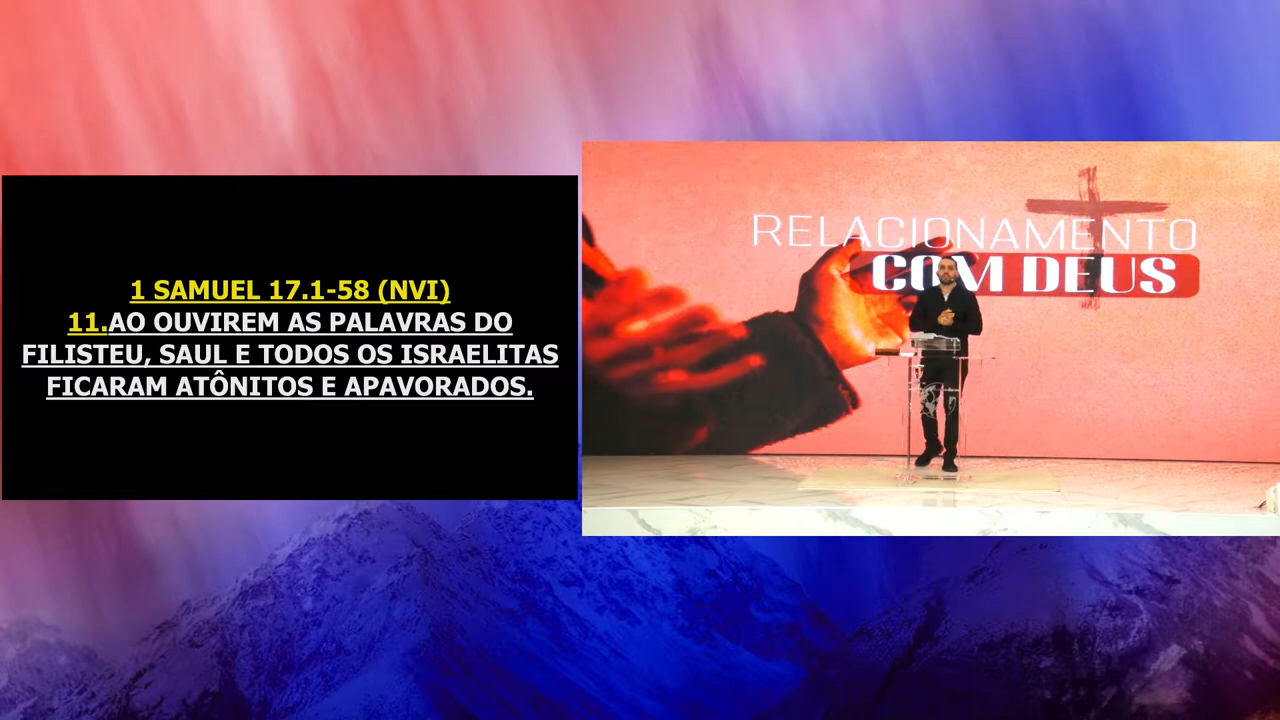 1 SAMUEL 17.1-58 (NVI)
11.AO OUVIREM AS PALAVRAS DO
FILISTEU, SAUL E TODOS OS ISRAELITAS
FICARAM ATÔNITOS E APAVORADOS.
RELACIONAMENTO
COM DEUS